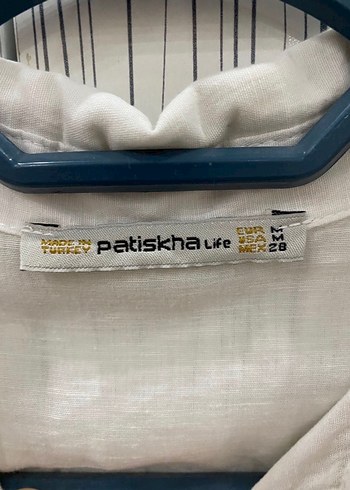 MADE IN
TURKEY
patiskha Life
EUR M
USA M
MEX 28